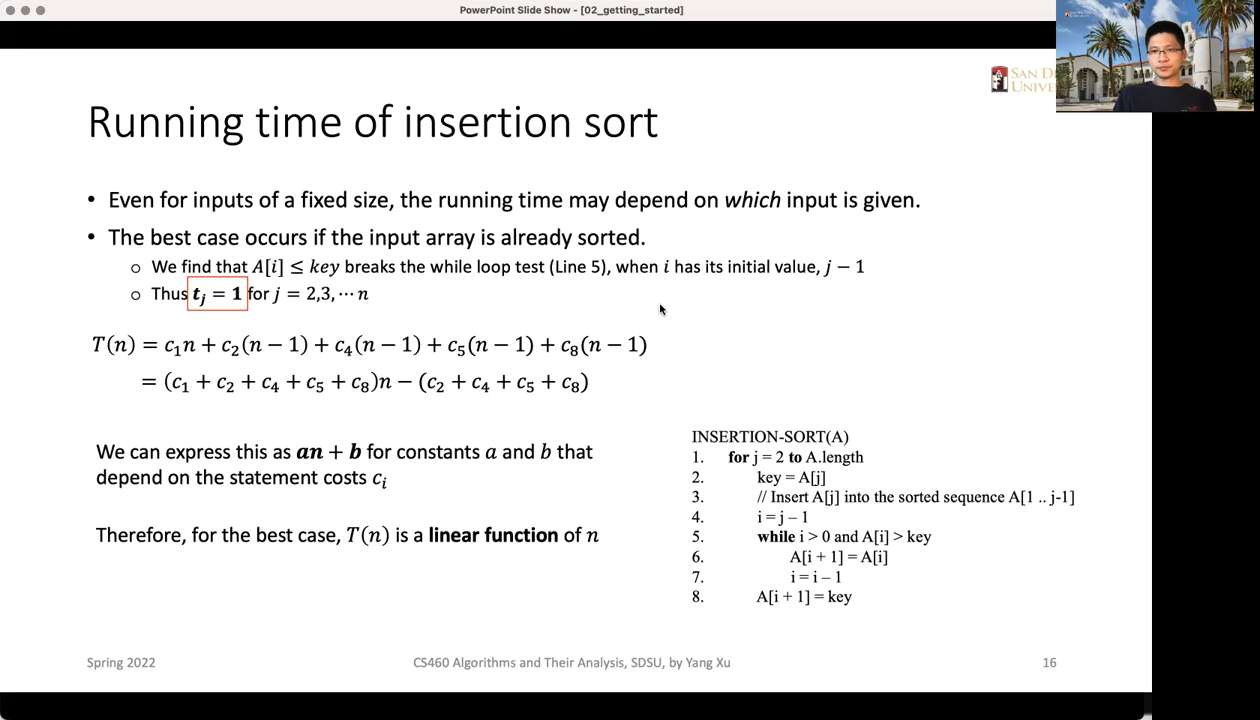 PowerPoint Slide Show - [02_getting_started]
SAN D
UNIVE
Running time of insertion sort
• Even for inputs of a fixed size, the running time may depend on which input is given.
• The best case occurs if the input array is already sorted.
o We find that A[i] ≤ key breaks the while loop test (Line 5), when i has its initial value, j − 1
o Thus t_j = 1 for j = 2,3, ⋯ n
T(n) = c₁n + c₂(n − 1) + c₄(n − 1) + c₅(n − 1) + c₈(n − 1)
= (c₁ + c₂ + c₄ + c₅ + c₈)n − (c₂ + c₄ + c₅ + c₈)
We can express this as an + b for constants a and b that
depend on the statement costs cᵢ
Therefore, for the best case, T(n) is a linear function of n
INSERTION-SORT(A)
1. for j = 2 to A.length
2. key = A[j]
3. // Insert A[j] into the sorted sequence A[1 .. j-1]
4. i = j – 1
5. while i > 0 and A[i] > key
6. A[i + 1] = A[i]
7. i = i – 1
8. A[i + 1] = key
Spring 2022
CS460 Algorithms and Their Analysis, SDSU, by Yang Xu
16